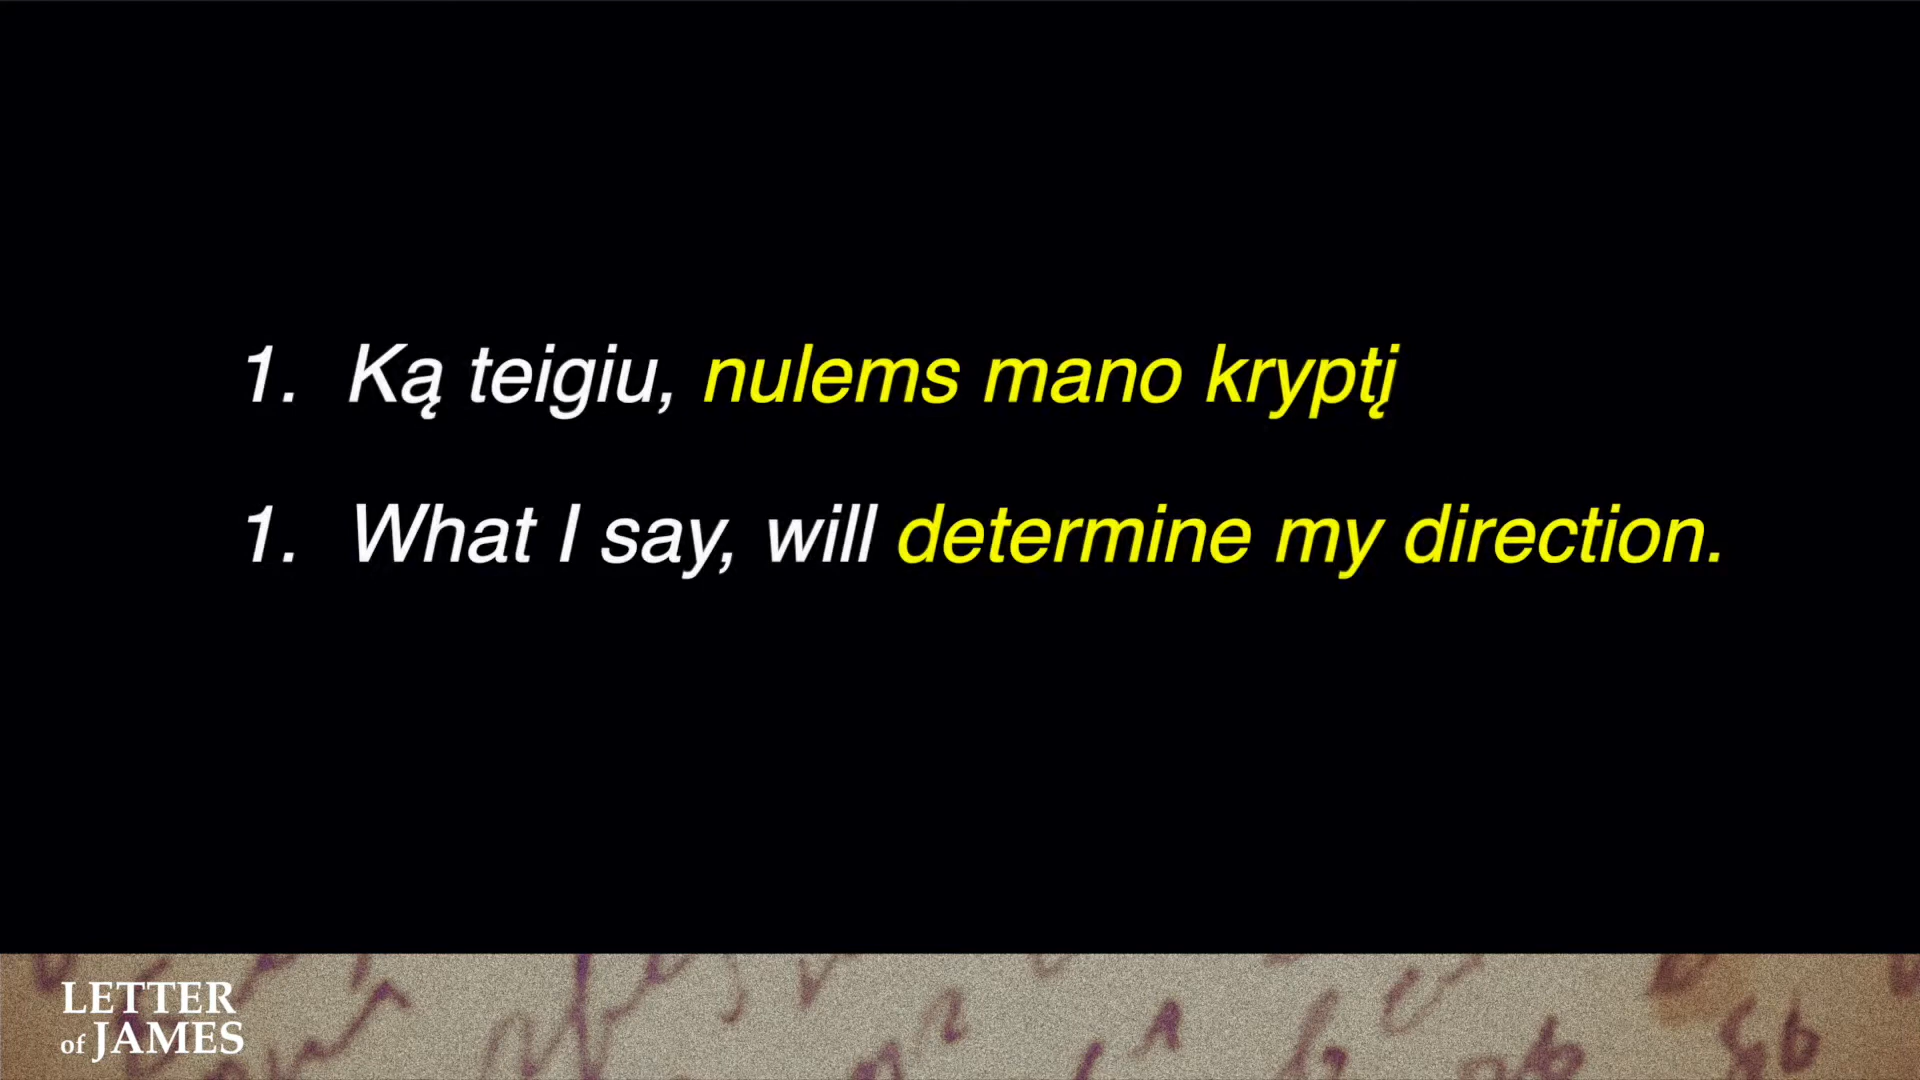 1. Ką teigiu, nulems mano kryptį
1. What I say, will determine my direction.
LETTER
of JAMES